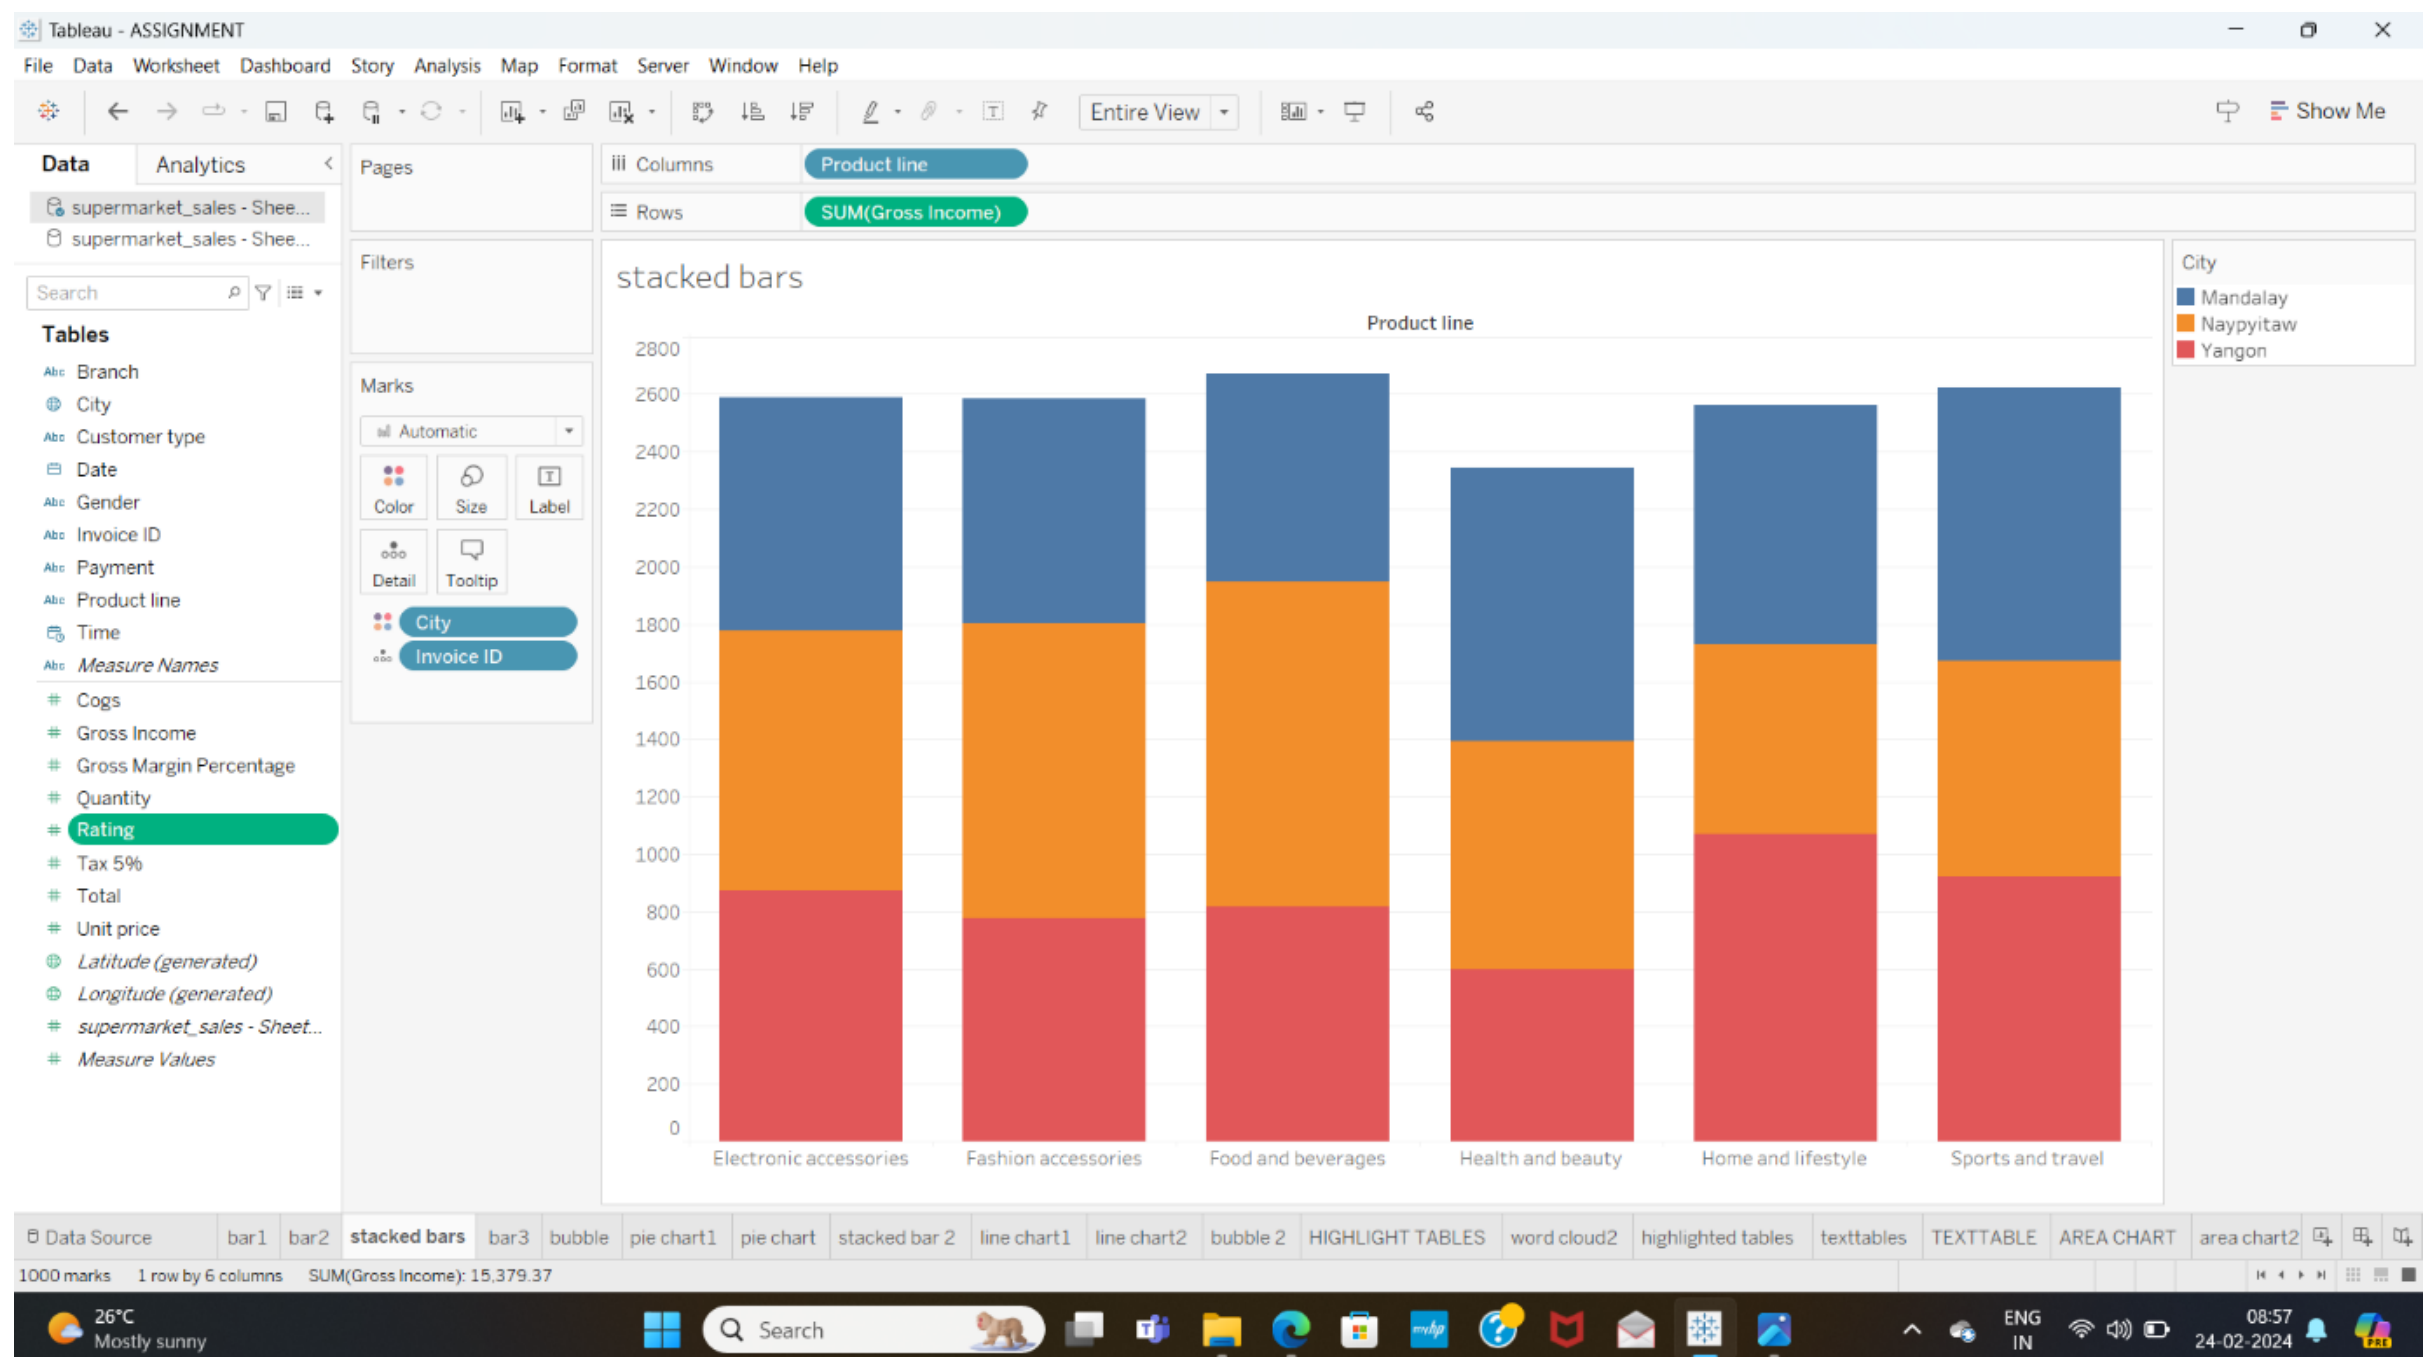 Tableau - ASSIGNMENT
File Data Worksheet Dashboard Story Analysis Map Format Server Window Help
Entire View
Show Me
Data Analytics
supermarket_sales - Shee...
supermarket_sales - Shee...
Search
Tables
Abc Branch
City
Abc Customer type
Date
Abc Gender
Abc Invoice ID
Abc Payment
Abc Product line
Time
Abc Measure Names
# Cogs
# Gross Income
# Gross Margin Percentage
# Quantity
# Rating
# Tax 5%
# Total
# Unit price
Latitude (generated)
Longitude (generated)
# supermarket_sales - Sheet...
# Measure Values
Pages
Filters
Marks
Automatic
Color Size Label
Detail Tooltip
City
Invoice ID
Columns Product line
Rows SUM(Gross Income)
stacked bars
Product line
2800
2600
2400
2200
2000
1800
1600
1400
1200
1000
800
600
400
200
0
Electronic accessories Fashion accessories Food and beverages Health and beauty Home and lifestyle Sports and travel
City
Mandalay
Naypyitaw
Yangon
Data Source bar1 bar2 stacked bars bar3 bubble pie chart1 pie chart stacked bar 2 line chart1 line chart2 bubble 2 HIGHLIGHT TABLES word cloud2 highlighted tables texttables TEXTTABLE AREA CHART area chart2
1000 marks 1 row by 6 columns SUM(Gross Income): 15,379.37
26°C
Mostly sunny
Search
myhp
ENG
IN
08:57
24-02-2024
PRE